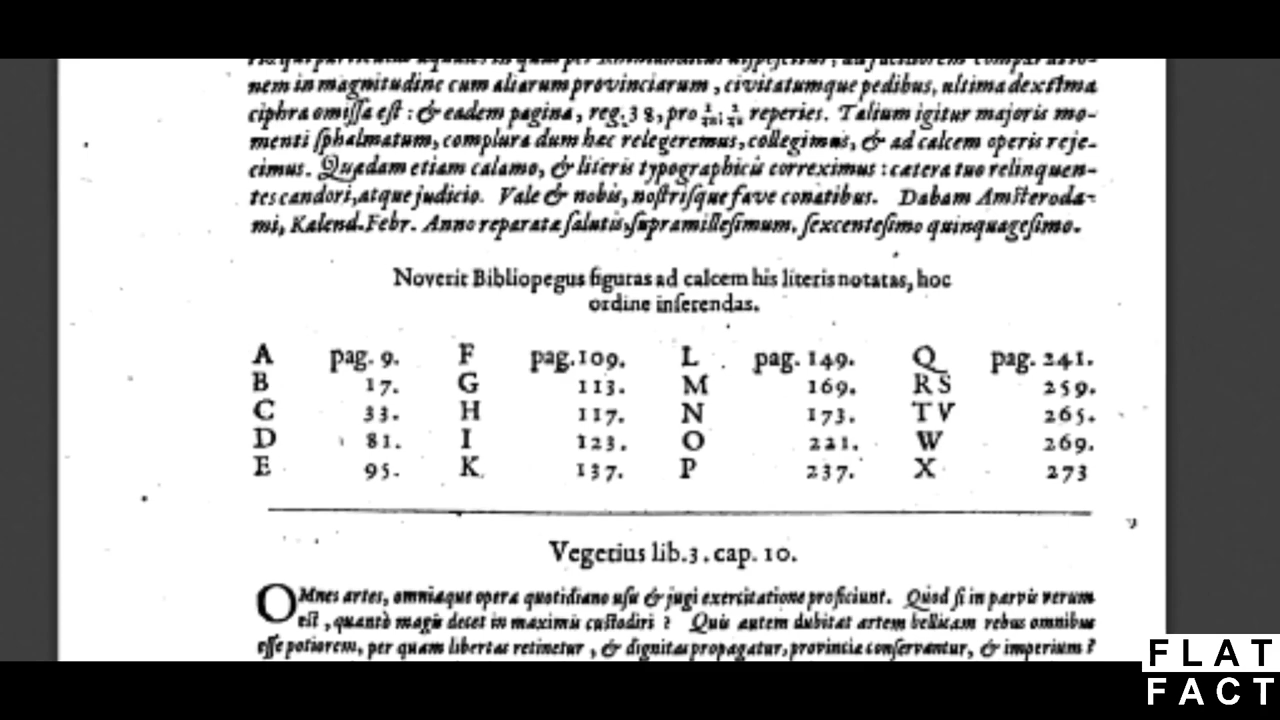 nem in magnitudine cum aliarum provinciarum, civitatumque pedibus, ultima dextima
ciphra omiſſa eſt : & eadem pagina, reg. 38, pro reperies. Talium igitur majoris mo-
menti ſphalmatum, complura dum hæc relegeremus, collegimus, & ad calcem operis reje-
cimus. Quædam etiam calamo, & literis typographicis correximus : cætera tuo relinquen-
tes candori, atque judicio. Vale & nobis, noſtriſque fave conatibus. Dabam Amſteroda-
mi, Kalend. Febr. Anno reparatæ ſalutis, ſupra milleſimum, ſexcenteſimo quinquageſimo.
Noverit Bibliopegus figuras ad calcem his literis notatas, hoc
ordine inſerendas.
A pag. 9. F pag. 109. L pag. 149. Q pag. 241.
B 17. G 113. M 169. R S 259.
C 33. H 117. N 173. T V 265.
D 81. I 123. O 221. W 269.
E 95. K 137. P 237. X 273
Vegetius lib. 3. cap. 10.
OMnes artes, omniaque opera quotidiano uſu & jugi exercitatione proficiunt. Quod ſi in parvis verum
eſt, quantò magis decet in maximis cuſtodiri ? Quis autem dubitat artem bellicam rebus omnibus
eſſe potiorem, per quam libertas retinetur, & dignitas propagatur, provinciæ conſervantur, & imperium ?
FLAT
FACT